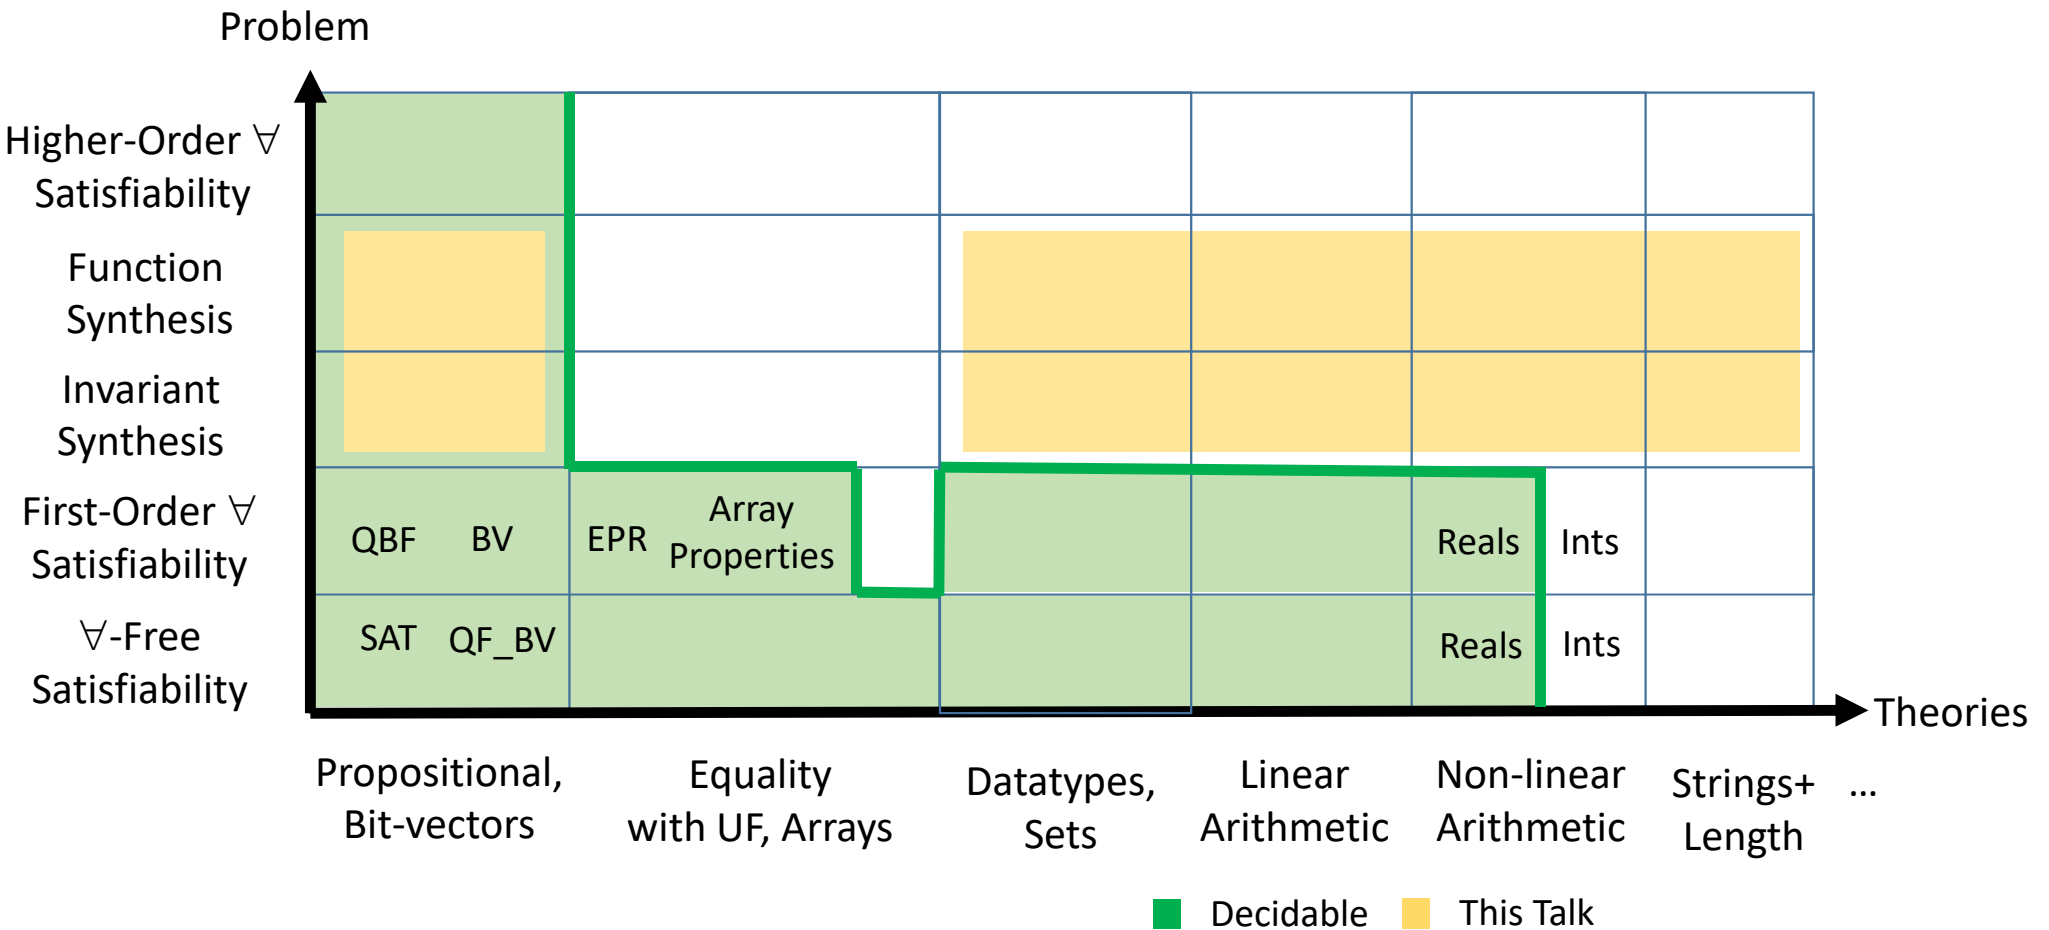 Problem
Higher-Order ∀
Satisfiability
Function
Synthesis
Invariant
Synthesis
First-Order ∀
Satisfiability
QBF BV EPR Array
Properties
Reals Ints
∀-Free
Satisfiability
SAT QF_BV
Reals Ints
Theories
Propositional,
Bit-vectors
Equality
with UF, Arrays
Datatypes,
Sets
Linear
Arithmetic
Non-linear
Arithmetic
Strings+
Length
...
Decidable
This Talk